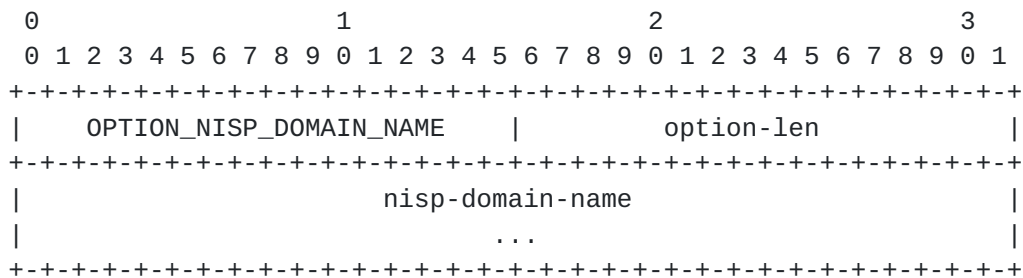 0                   1                   2                   3
 0 1 2 3 4 5 6 7 8 9 0 1 2 3 4 5 6 7 8 9 0 1 2 3 4 5 6 7 8 9 0 1
+-+-+-+-+-+-+-+-+-+-+-+-+-+-+-+-+-+-+-+-+-+-+-+-+-+-+-+-+-+-+-+-+
|    OPTION_NISP_DOMAIN_NAME    |         option-len            |
+-+-+-+-+-+-+-+-+-+-+-+-+-+-+-+-+-+-+-+-+-+-+-+-+-+-+-+-+-+-+-+-+
|                       nisp-domain-name                        |
|                              ...                              |
+-+-+-+-+-+-+-+-+-+-+-+-+-+-+-+-+-+-+-+-+-+-+-+-+-+-+-+-+-+-+-+-+